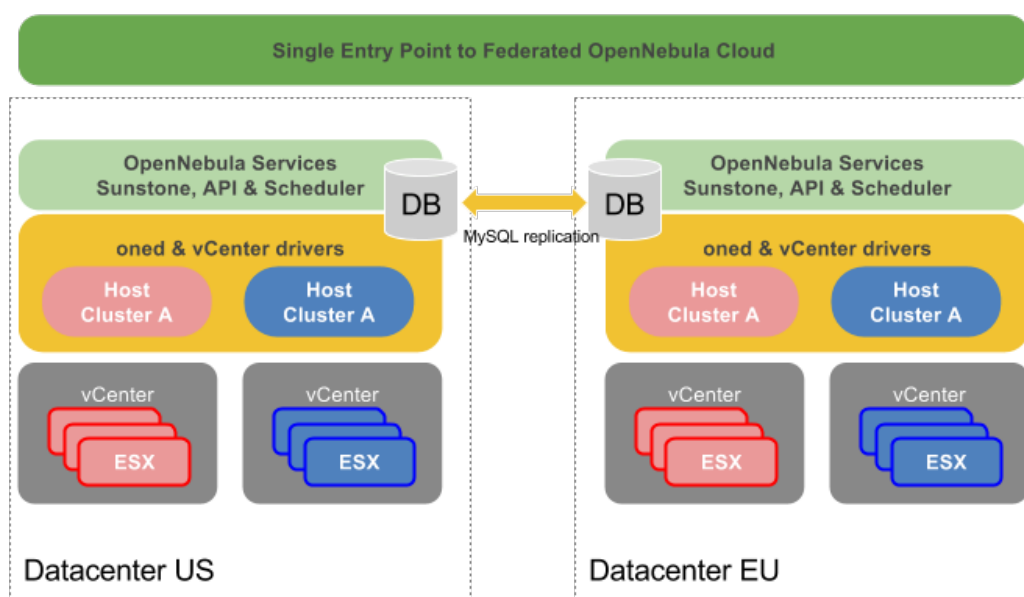 Single Entry Point to Federated OpenNebula Cloud
OpenNebula Services
Sunstone, API & Scheduler
DB
oned & vCenter drivers
Host
Cluster A
Host
Cluster A
vCenter
ESX
vCenter
ESX
Datacenter US
MySQL replication
DB
OpenNebula Services
Sunstone, API & Scheduler
oned & vCenter drivers
Host
Cluster A
Host
Cluster A
vCenter
ESX
vCenter
ESX
Datacenter EU